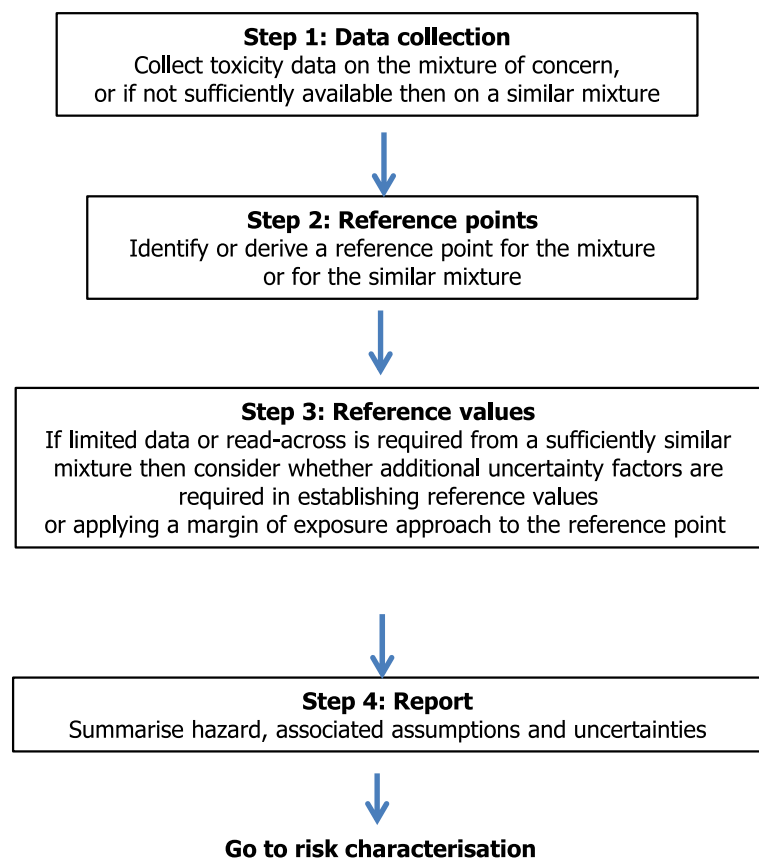 Step 1: Data collection
Collect toxicity data on the mixture of concern,
or if not sufficiently available then on a similar mixture
Step 2: Reference points
Identify or derive a reference point for the mixture
or for the similar mixture
Step 3: Reference values
If limited data or read-across is required from a sufficiently similar
mixture then consider whether additional uncertainty factors are
required in establishing reference values
or applying a margin of exposure approach to the reference point
Step 4: Report
Summarise hazard, associated assumptions and uncertainties
Go to risk characterisation